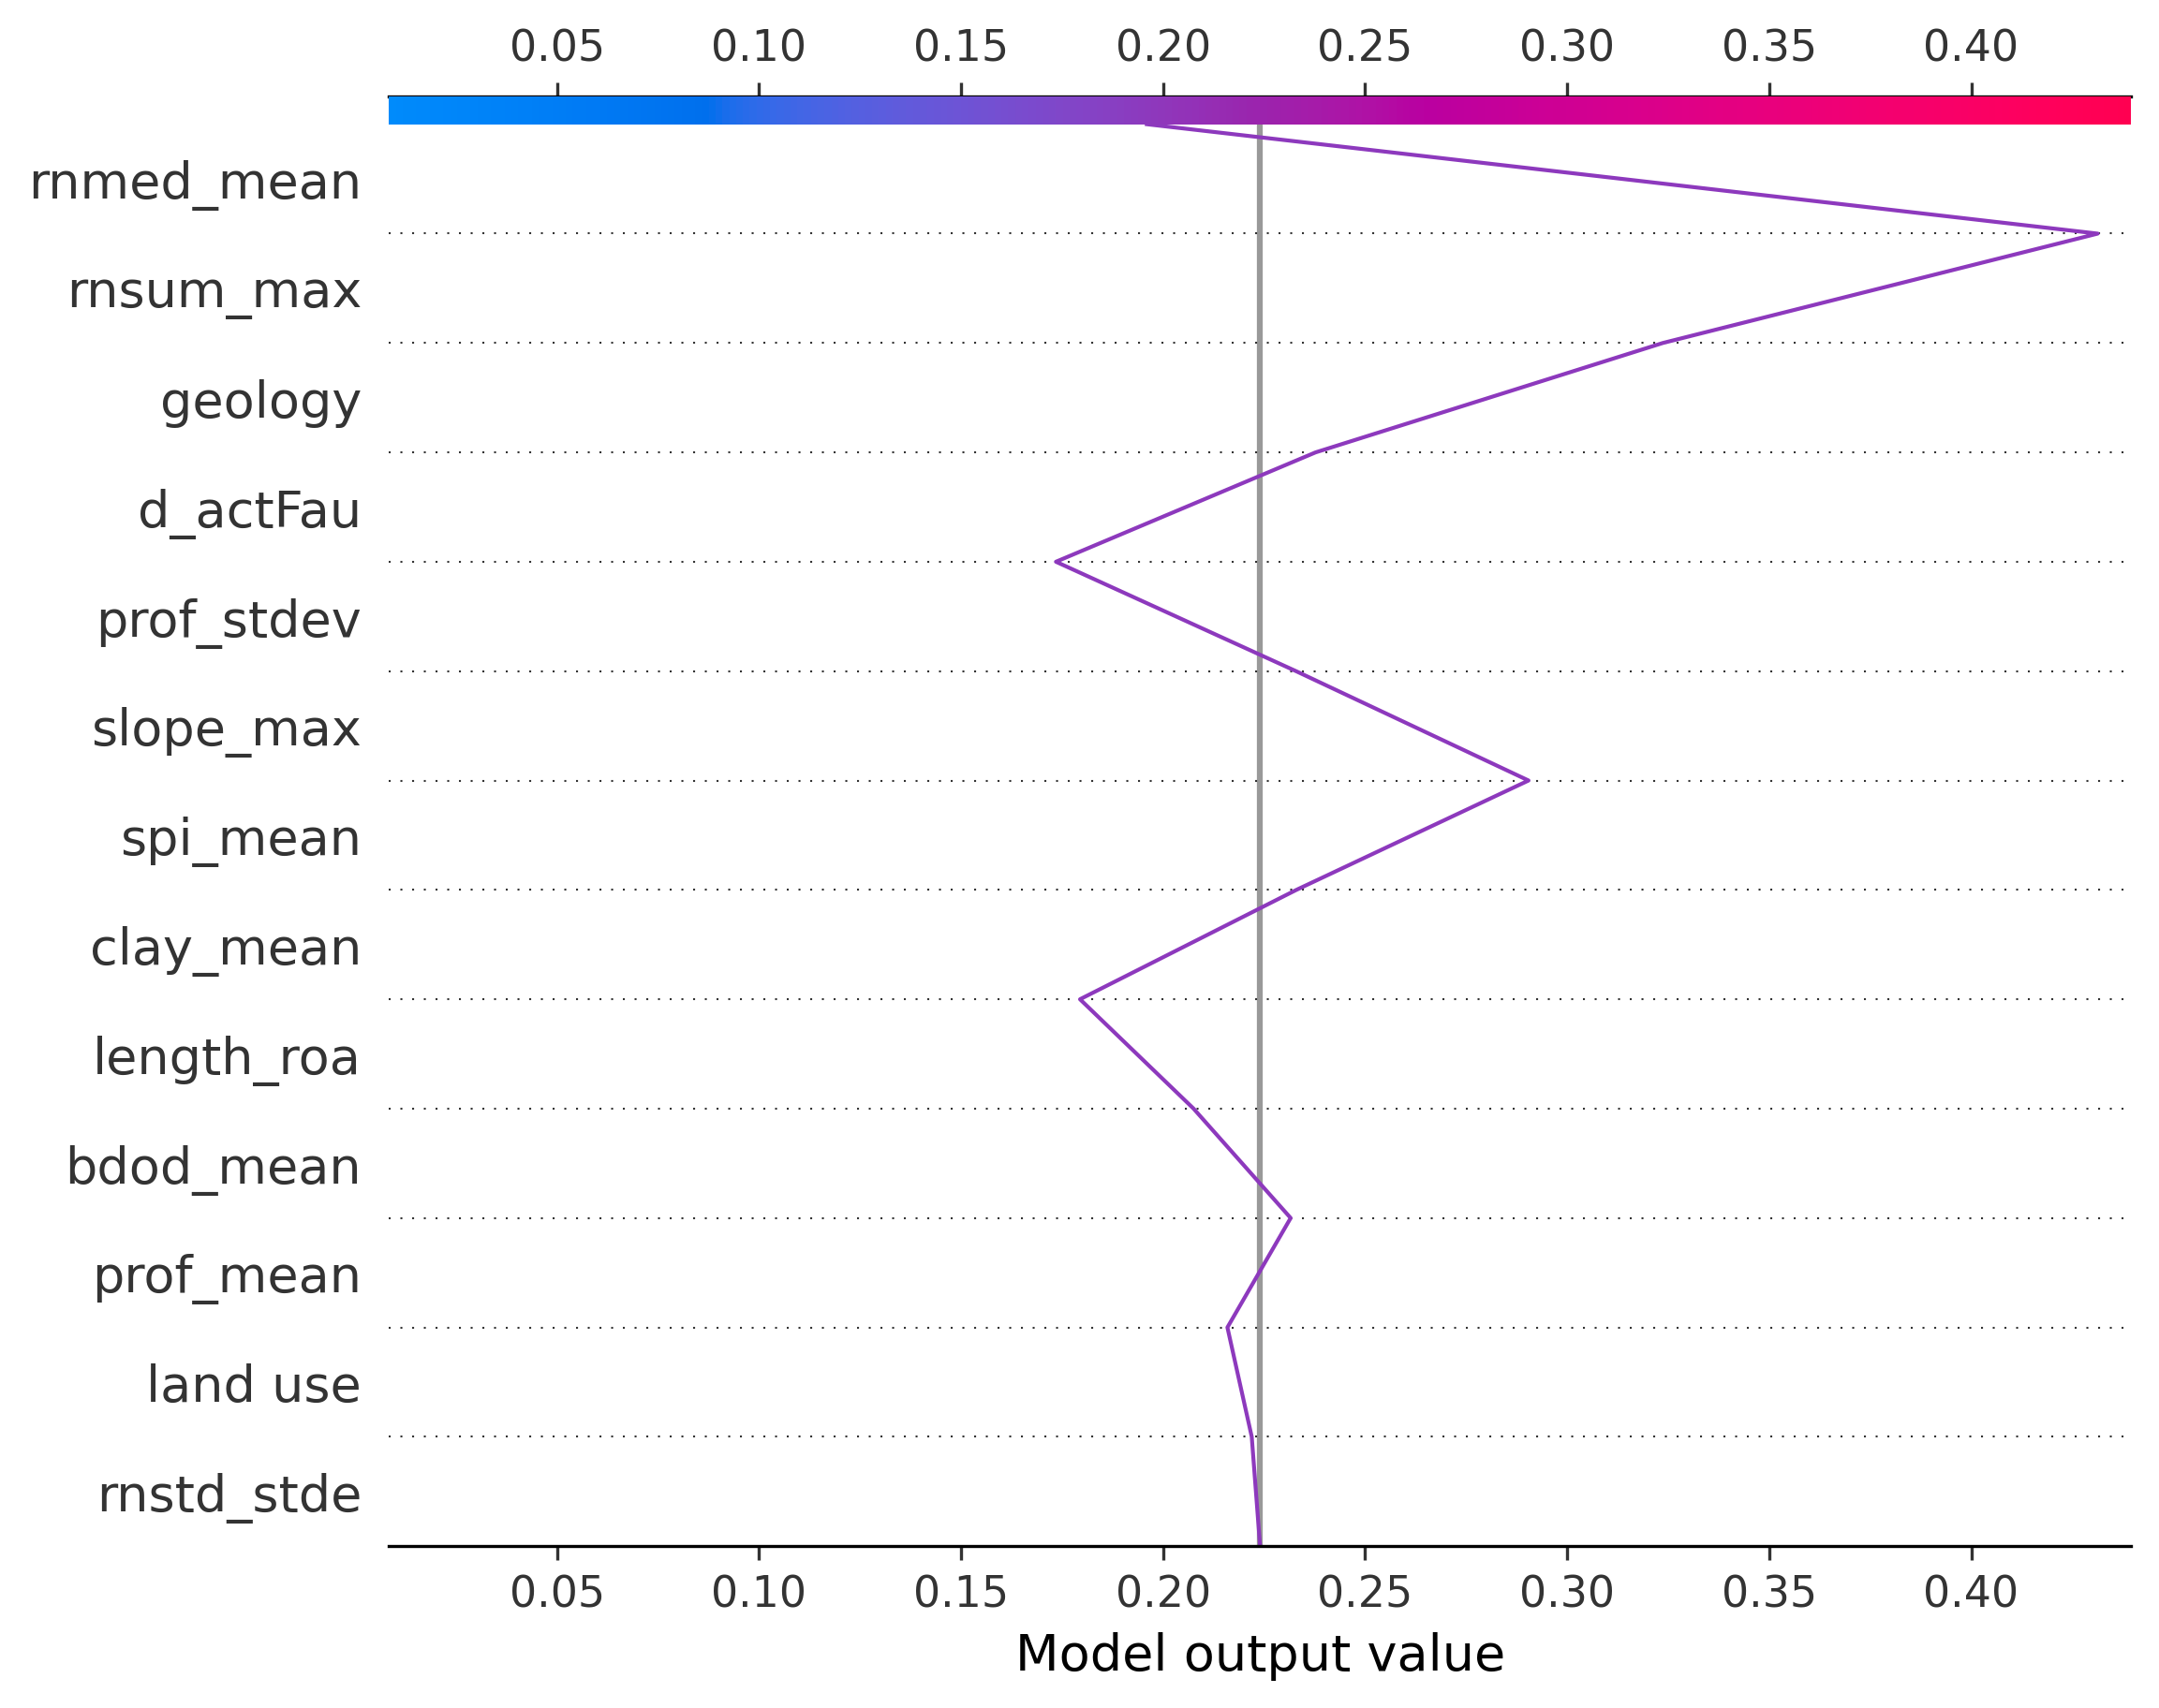 0.05 0.10 0.15 0.20 0.25 0.30 0.35 0.40
rnmed_mean
rnsum_max
geology
d_actFau
prof_stdev
slope_max
spi_mean
clay_mean
length_roa
bdod_mean
prof_mean
land use
rnstd_stde
0.05 0.10 0.15 0.20 0.25 0.30 0.35 0.40
Model output value